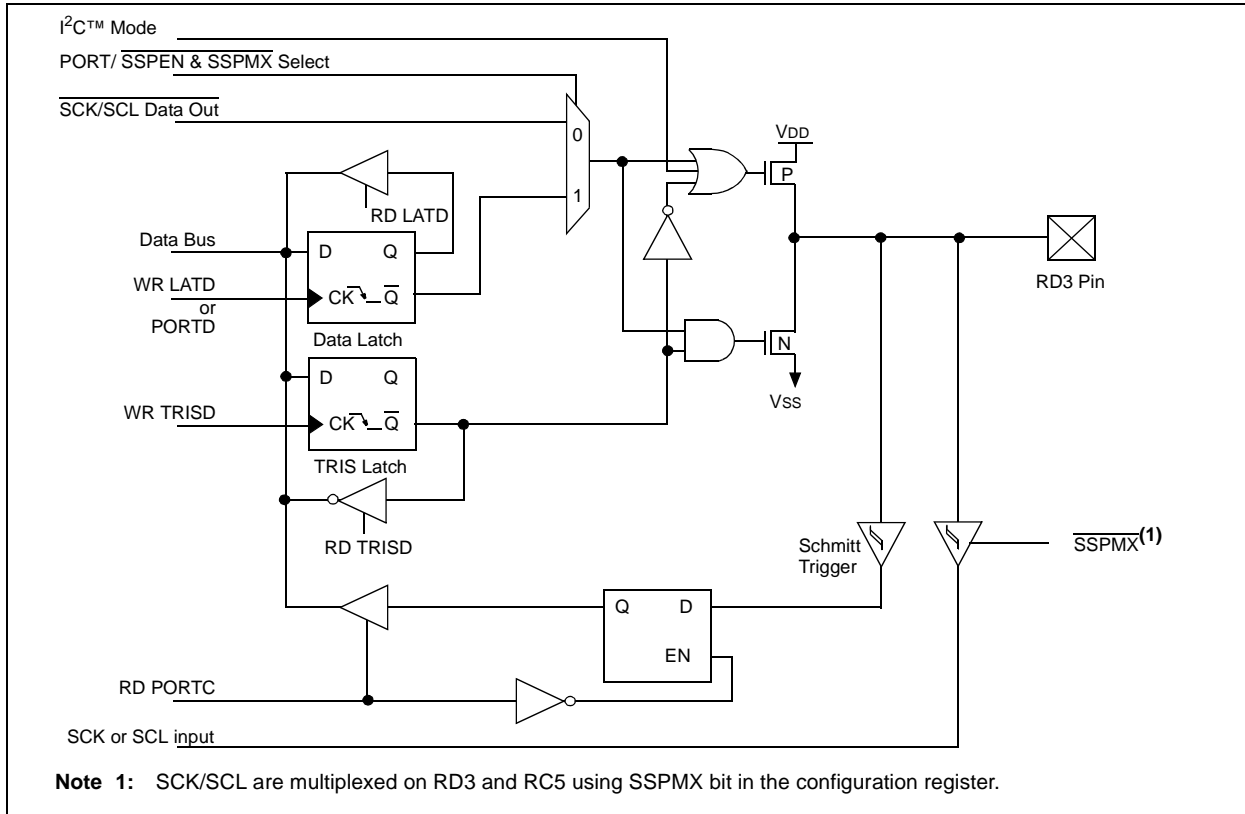 I²C™ Mode
PORT/ SSPEN & SSPMX Select
SCK/SCL Data Out
0
1
VDD
P
RD LATD
Data Bus
D Q
WR LATD
or
PORTD
CK Q
Data Latch
RD3 Pin
N
VSS
D Q
WR TRISD
CK Q
TRIS Latch
RD TRISD
Schmitt
Trigger
SSPMX(1)
Q D
EN
RD PORTC
SCK or SCL input
Note 1: SCK/SCL are multiplexed on RD3 and RC5 using SSPMX bit in the configuration register.